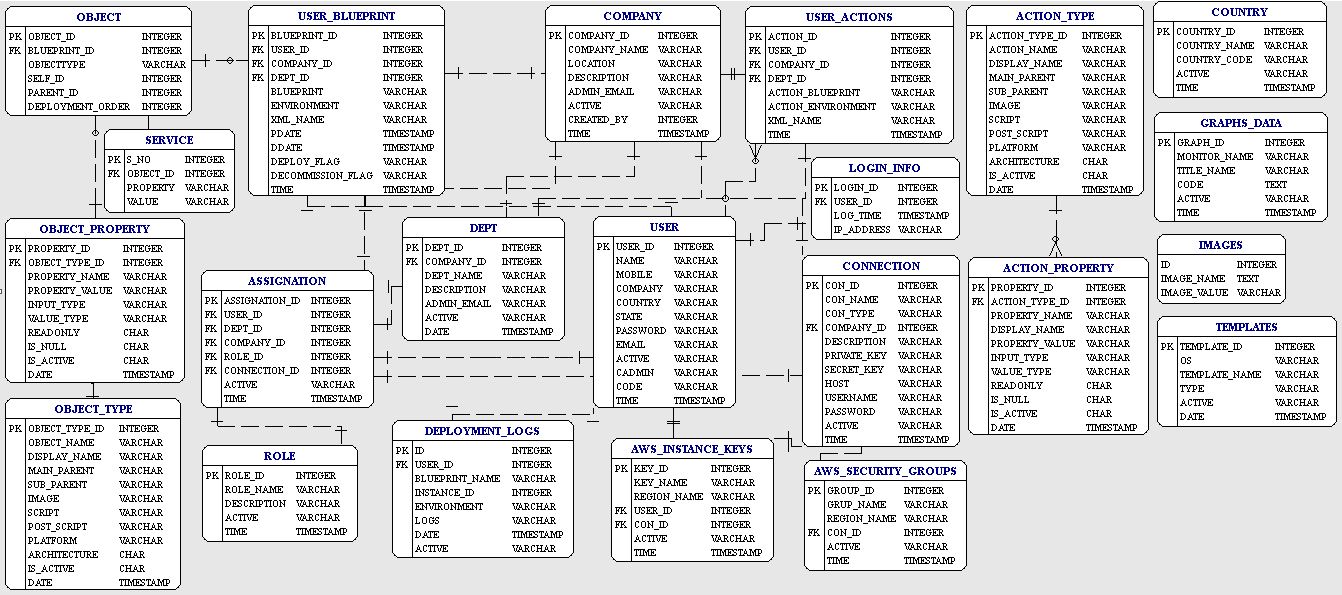 OBJECT
PK OBJECT_ID INTEGER
FK BLUEPRINT_ID INTEGER
OBJECTTYPE VARCHAR
SELF_ID INTEGER
PARENT_ID INTEGER
DEPLOYMENT_ORDER INTEGER
USER_BLUEPRINT
PK BLUEPRINT_ID INTEGER
FK USER_ID INTEGER
FK COMPANY_ID INTEGER
FK DEPT_ID INTEGER
BLUEPRINT VARCHAR
ENVIRONMENT VARCHAR
XML_NAME VARCHAR
PDATE TIMESTAMP
DDATE TIMESTAMP
DEPLOY_FLAG VARCHAR
DECOMMISSION_FLAG VARCHAR
TIME TIMESTAMP
COMPANY
PK COMPANY_ID INTEGER
COMPANY_NAME VARCHAR
LOCATION VARCHAR
DESCRIPTION VARCHAR
ADMIN_EMAIL VARCHAR
ACTIVE VARCHAR
CREATED_BY INTEGER
TIME TIMESTAMP
USER_ACTIONS
PK ACTION_ID INTEGER
FK USER_ID INTEGER
FK COMPANY_ID INTEGER
FK DEPT_ID INTEGER
ACTION_BLUEPRINT VARCHAR
ACTION_ENVIRONMENT VARCHAR
XML_NAME VARCHAR
TIME TIMESTAMP
ACTION_TYPE
PK ACTION_TYPE_ID INTEGER
ACTION_NAME VARCHAR
DISPLAY_NAME VARCHAR
MAIN_PARENT VARCHAR
SUB_PARENT VARCHAR
IMAGE VARCHAR
SCRIPT VARCHAR
POST_SCRIPT VARCHAR
PLATFORM VARCHAR
ARCHITECTURE CHAR
IS_ACTIVE CHAR
DATE TIMESTAMP
COUNTRY
PK COUNTRY_ID INTEGER
COUNTRY_NAME VARCHAR
COUNTRY_CODE VARCHAR
ACTIVE VARCHAR
TIME TIMESTAMP
SERVICE
PK S_NO INTEGER
FK OBJECT_ID INTEGER
PROPERTY VARCHAR
VALUE VARCHAR
GRAPHS_DATA
PK GRAPH_ID INTEGER
MONITOR_NAME VARCHAR
TITLE_NAME VARCHAR
CODE TEXT
ACTIVE VARCHAR
TIME TIMESTAMP
LOGIN_INFO
PK LOGIN_ID INTEGER
FK USER_ID INTEGER
LOG_TIME TIMESTAMP
IP_ADDRESS VARCHAR
OBJECT_PROPERTY
PK PROPERTY_ID INTEGER
FK OBJECT_TYPE_ID INTEGER
PROPERTY_NAME VARCHAR
PROPERTY_VALUE VARCHAR
INPUT_TYPE VARCHAR
VALUE_TYPE VARCHAR
READONLY CHAR
IS_NULL CHAR
IS_ACTIVE CHAR
DATE TIMESTAMP
DEPT
PK DEPT_ID INTEGER
FK COMPANY_ID INTEGER
DEPT_NAME VARCHAR
DESCRIPTION VARCHAR
ADMIN_EMAIL VARCHAR
ACTIVE VARCHAR
DATE TIMESTAMP
USER
PK USER_ID INTEGER
NAME VARCHAR
MOBILE VARCHAR
COMPANY VARCHAR
COUNTRY VARCHAR
STATE VARCHAR
PASSWORD VARCHAR
EMAIL VARCHAR
ACTIVE VARCHAR
CADMIN VARCHAR
CODE VARCHAR
TIME TIMESTAMP
IMAGES
ID INTEGER
IMAGE_NAME TEXT
IMAGE_VALUE VARCHAR
ASSIGNATION
PK ASSIGNATION_ID INTEGER
FK USER_ID INTEGER
FK DEPT_ID INTEGER
FK COMPANY_ID INTEGER
FK ROLE_ID INTEGER
FK CONNECTION_ID INTEGER
ACTIVE VARCHAR
TIME TIMESTAMP
CONNECTION
PK CON_ID INTEGER
CON_NAME VARCHAR
CON_TYPE VARCHAR
FK COMPANY_ID INTEGER
DESCRIPTION VARCHAR
PRIVATE_KEY VARCHAR
SECRET_KEY VARCHAR
HOST VARCHAR
USERNAME VARCHAR
PASSWORD VARCHAR
ACTIVE VARCHAR
TIME TIMESTAMP
ACTION_PROPERTY
PK PROPERTY_ID INTEGER
FK ACTION_TYPE_ID INTEGER
PROPERTY_NAME VARCHAR
DISPLAY_NAME VARCHAR
PROPERTY_VALUE VARCHAR
INPUT_TYPE VARCHAR
VALUE_TYPE VARCHAR
READONLY CHAR
IS_NULL CHAR
IS_ACTIVE CHAR
DATE TIMESTAMP
TEMPLATES
PK TEMPLATE_ID INTEGER
OS VARCHAR
TEMPLATE_NAME VARCHAR
TYPE VARCHAR
ACTIVE VARCHAR
DATE TIMESTAMP
OBJECT_TYPE
PK OBJECT_TYPE_ID INTEGER
OBJECT_NAME VARCHAR
DISPLAY_NAME VARCHAR
MAIN_PARENT VARCHAR
SUB_PARENT VARCHAR
IMAGE VARCHAR
SCRIPT VARCHAR
POST_SCRIPT VARCHAR
PLATFORM VARCHAR
ARCHITECTURE CHAR
IS_ACTIVE CHAR
DATE TIMESTAMP
ROLE
PK ROLE_ID INTEGER
ROLE_NAME VARCHAR
DESCRIPTION VARCHAR
ACTIVE VARCHAR
TIME TIMESTAMP
DEPLOYMENT_LOGS
PK ID INTEGER
FK USER_ID INTEGER
BLUEPRINT_NAME VARCHAR
INSTANCE_ID INTEGER
ENVIRONMENT VARCHAR
LOGS VARCHAR
DATE TIMESTAMP
ACTIVE VARCHAR
AWS_INSTANCE_KEYS
PK KEY_ID INTEGER
KEY_NAME VARCHAR
REGION_NAME VARCHAR
FK USER_ID INTEGER
FK CON_ID INTEGER
ACTIVE VARCHAR
TIME TIMESTAMP
AWS_SECURITY_GROUPS
PK GROUP_ID INTEGER
GRUP_NAME VARCHAR
REGION_NAME VARCHAR
FK CON_ID INTEGER
ACTIVE VARCHAR
TIME TIMESTAMP